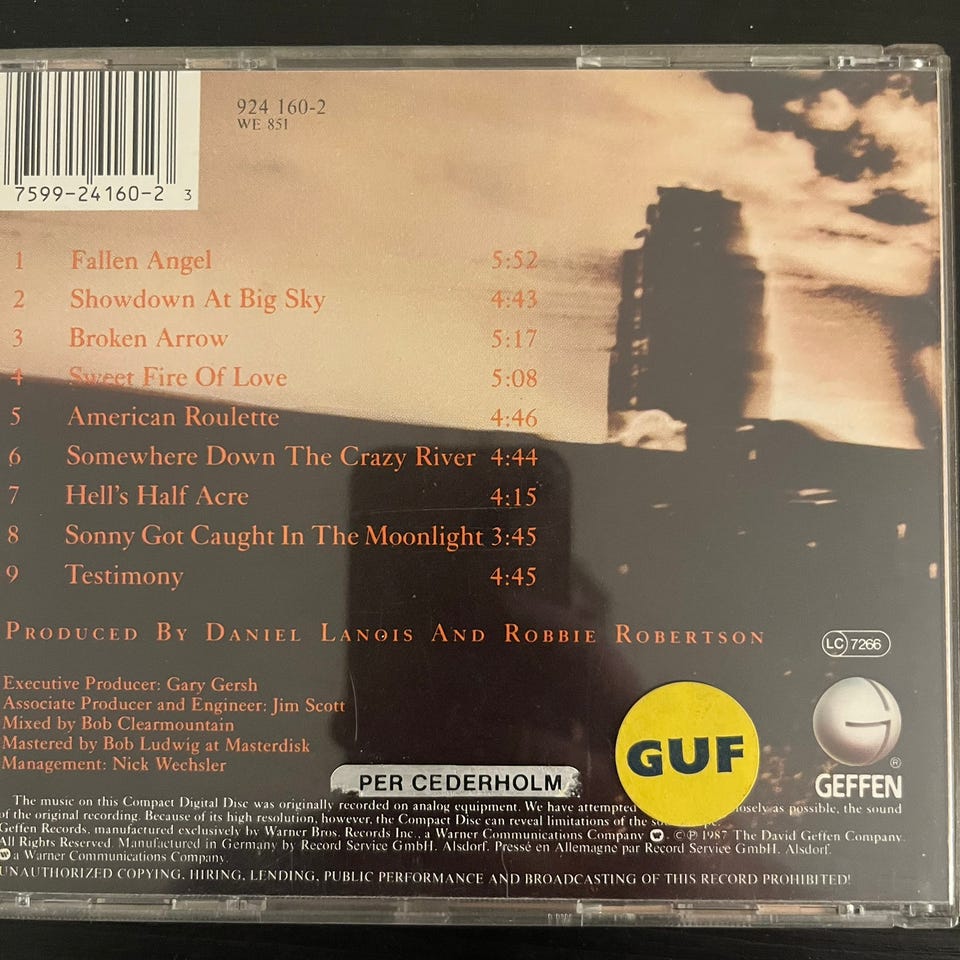 7599-24160-2 3
924 160-2
WE 851
1 Fallen Angel 5:52
2 Showdown At Big Sky 4:43
3 Broken Arrow 5:17
4 Sweet Fire Of Love 5:08
5 American Roulette 4:46
6 Somewhere Down The Crazy River 4:44
7 Hell's Half Acre 4:15
8 Sonny Got Caught In The Moonlight 3:45
9 Testimony 4:45
PRODUCED BY DANIEL LANOIS AND ROBBIE ROBERTSON
LC 7266
Executive Producer: Gary Gersh
Associate Producer and Engineer: Jim Scott
Mixed by Bob Clearmountain
Mastered by Bob Ludwig at Masterdisk
Management: Nick Wechsler
PER CEDERHOLM
GUF
G ®
GEFFEN
The music on this Compact Digital Disc was originally recorded on analog equipment. We have attempted as possible, the sound
of the original recording. Because of its high resolution, however, the Compact Disc can reveal limitations of the
Geffen Records, manufactured exclusively by Warner Bros. Records Inc., a Warner Communications Company. ©℗ 1987 The David Geffen Company.
All Rights Reserved. Manufactured in Germany by Record Service GmbH. Alsdorf. Pressé en Allemagne par Record Service GmbH. Alsdorf.
a Warner Communications Company.
UNAUTHORIZED COPYING, HIRING, LENDING, PUBLIC PERFORMANCE AND BROADCASTING OF THIS RECORD PROHIBITED!